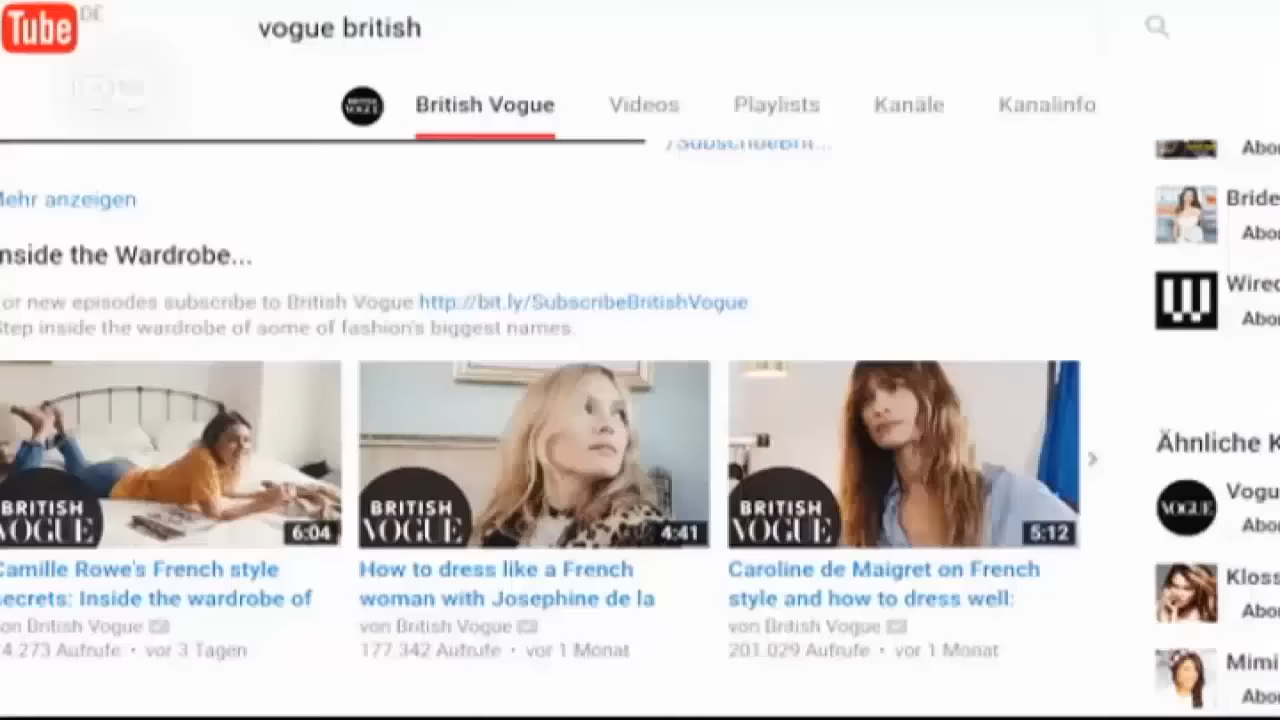 Tube DE
vogue british
British Vogue Videos Playlists Kanäle Kanalinfo
Mehr anzeigen
Inside the Wardrobe...
or new episodes subscribe to British Vogue http://bit.ly/SubscribeBritishVogue
Step inside the wardrobe of some of fashion's biggest names.
BRITISH
VOGUE
6:04
BRITISH
VOGUE
4:41
BRITISH
VOGUE
5:12
Camille Rowe's French style
secrets: Inside the wardrobe of
von British Vogue
4.273 Aufrufe • vor 3 Tagen
How to dress like a French
woman with Josephine de la
von British Vogue
177.342 Aufrufe • vor 1 Monat
Caroline de Maigret on French
style and how to dress well:
von British Vogue
201.029 Aufrufe • vor 1 Monat
Abo
Bride
Abo
Wired
Abo
Ähnliche K
VOGUE
Vogu
Abo
Kloss
Abo
Mimi
Abo